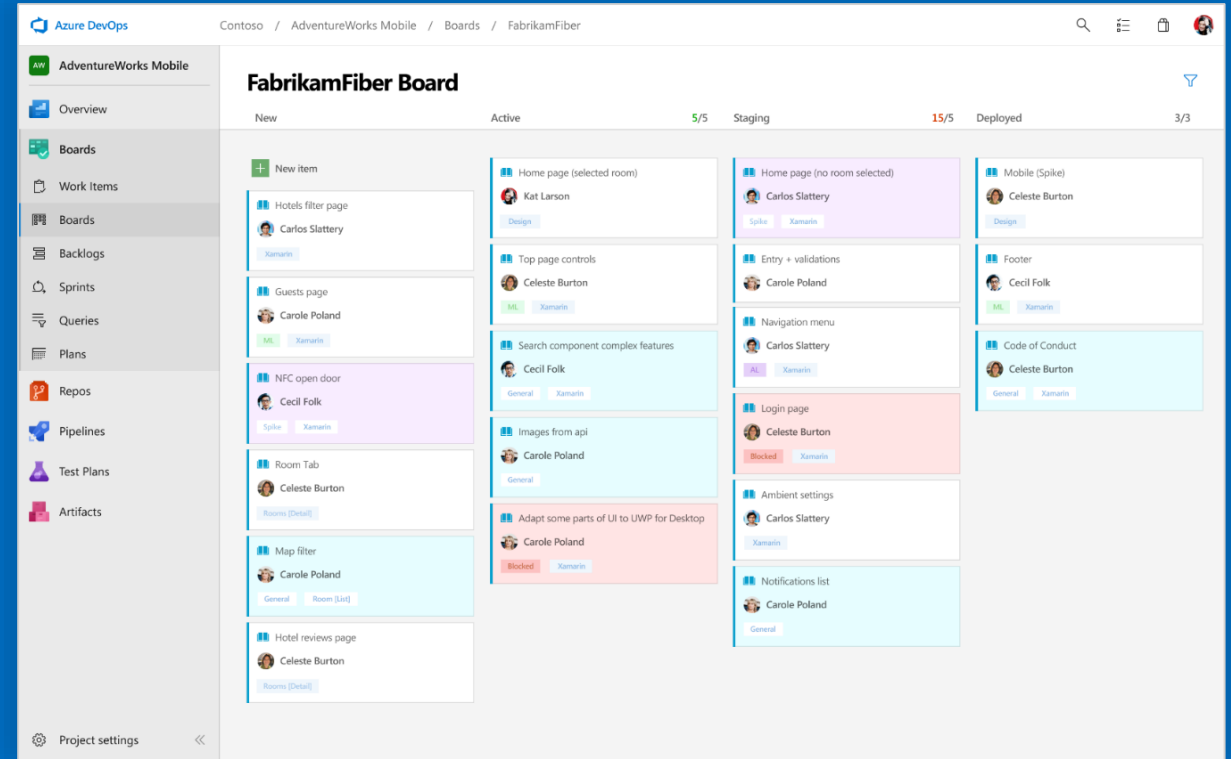 Azure DevOps
Contoso / AdventureWorks Mobile / Boards / FabrikamFiber
AW AdventureWorks Mobile
Overview
Boards
Work Items
Boards
Backlogs
Sprints
Queries
Plans
Repos
Pipelines
Test Plans
Artifacts
Project settings
FabrikamFiber Board
New
New item
Hotels filter page
Carlos Slattery
Xamarin
Guests page
Carole Poland
ML Xamarin
NFC open door
Cecil Folk
Spike Xamarin
Room Tab
Celeste Burton
Rooms [Detail]
Map filter
Carole Poland
General Room [List]
Hotel reviews page
Celeste Burton
Rooms [Detail]
Active 5/5
Home page (selected room)
Kat Larson
Design
Top page controls
Celeste Burton
ML Xamarin
Search component complex features
Cecil Folk
General Xamarin
Images from api
Carole Poland
General
Adapt some parts of UI to UWP for Desktop
Carole Poland
Blocked Xamarin
Staging 15/5
Home page (no room selected)
Carlos Slattery
Spike Xamarin
Entry + validations
Carole Poland
Navigation menu
Carlos Slattery
AL Xamarin
Login page
Celeste Burton
Blocked Xamarin
Ambient settings
Carlos Slattery
Xamarin
Notifications list
Carole Poland
General
Deployed 3/3
Mobile (Spike)
Celeste Burton
Design
Footer
Cecil Folk
ML Xamarin
Code of Conduct
Celeste Burton
General Xamarin